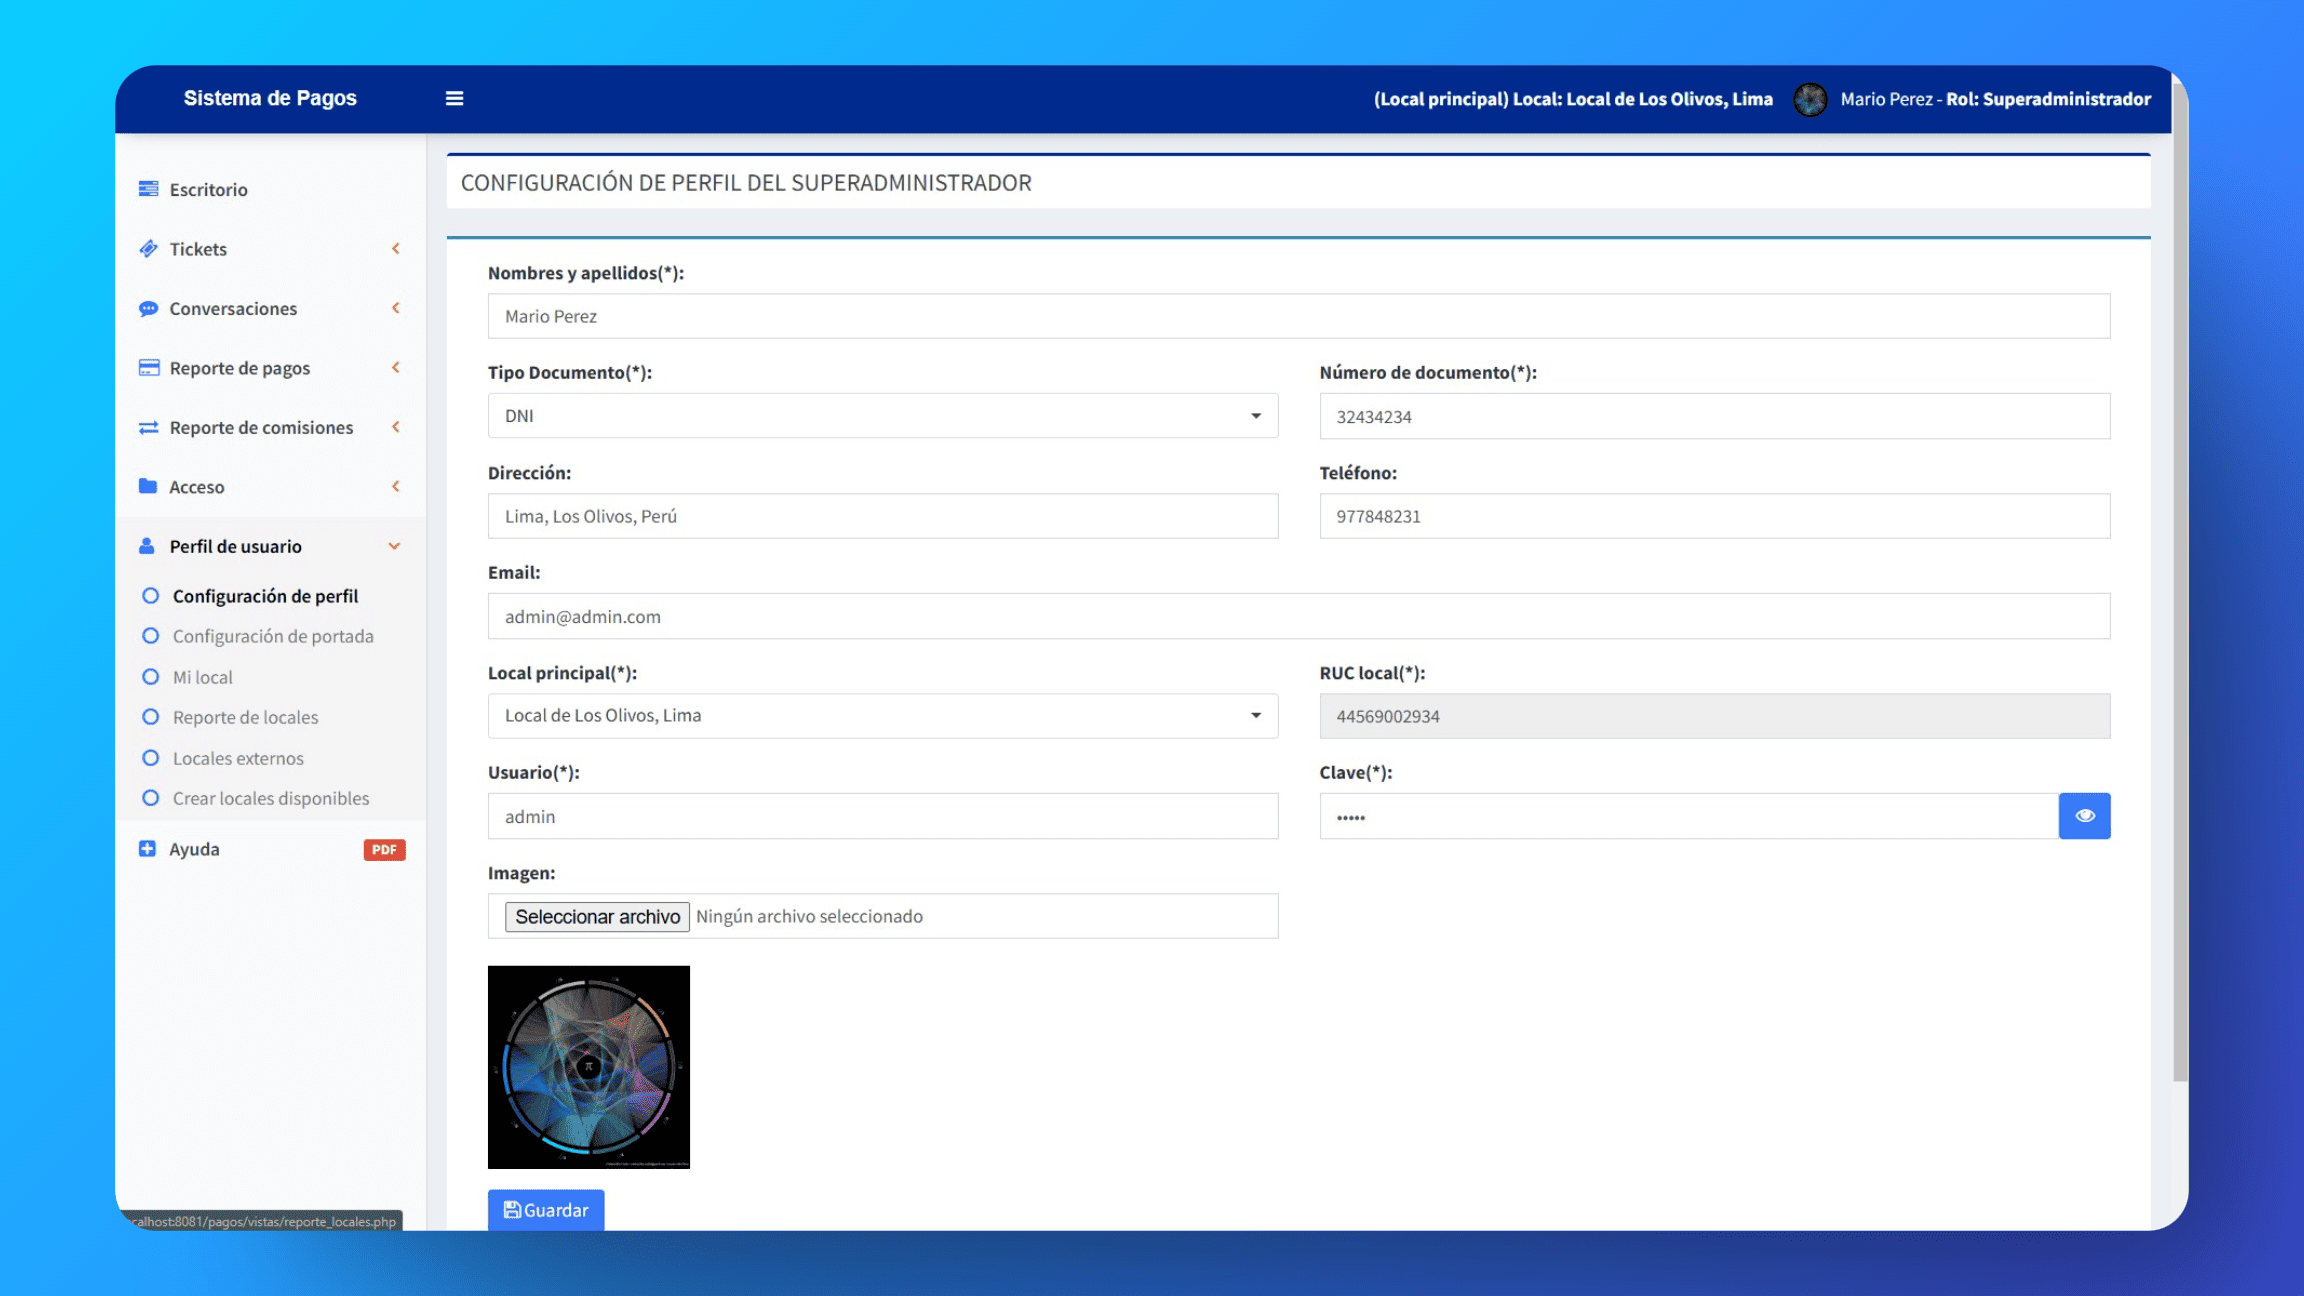 Sistema de Pagos
(Local principal) Local: Local de Los Olivos, Lima
Mario Perez - Rol: Superadministrador
Escritorio
Tickets
Conversaciones
Reporte de pagos
Reporte de comisiones
Acceso
Perfil de usuario
Configuración de perfil
Configuración de portada
Mi local
Reporte de locales
Locales externos
Crear locales disponibles
Ayuda
PDF
CONFIGURACIÓN DE PERFIL DEL SUPERADMINISTRADOR
Nombres y apellidos(*):
Mario Perez
Tipo Documento(*):
Número de documento(*):
DNI
32434234
Dirección:
Teléfono:
Lima, Los Olivos, Perú
977848231
Email:
admin@admin.com
Local principal(*):
RUC local(*):
Local de Los Olivos, Lima
44569002934
Usuario(*):
Clave(*):
admin
•••••
Imagen:
Seleccionar archivo Ningún archivo seleccionado
π
Guardar
calhost:8081/pagos/vistas/reporte_locales.php